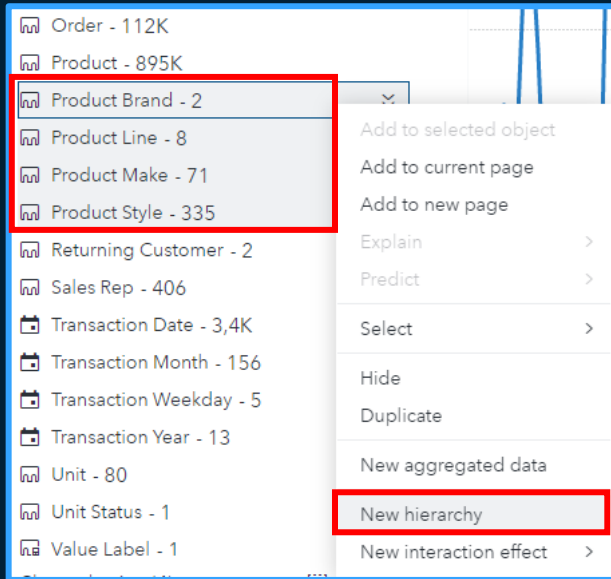 Order - 112K
Product - 895K
Product Brand - 2
Product Line - 8
Product Make - 71
Product Style - 335
Returning Customer - 2
Sales Rep - 406
Transaction Date - 3,4K
Transaction Month - 156
Transaction Weekday - 5
Transaction Year - 13
Unit - 80
Unit Status - 1
Value Label - 1
Add to selected object
Add to current page
Add to new page
Explain
Predict
Select
Hide
Duplicate
New aggregated data
New hierarchy
New interaction effect